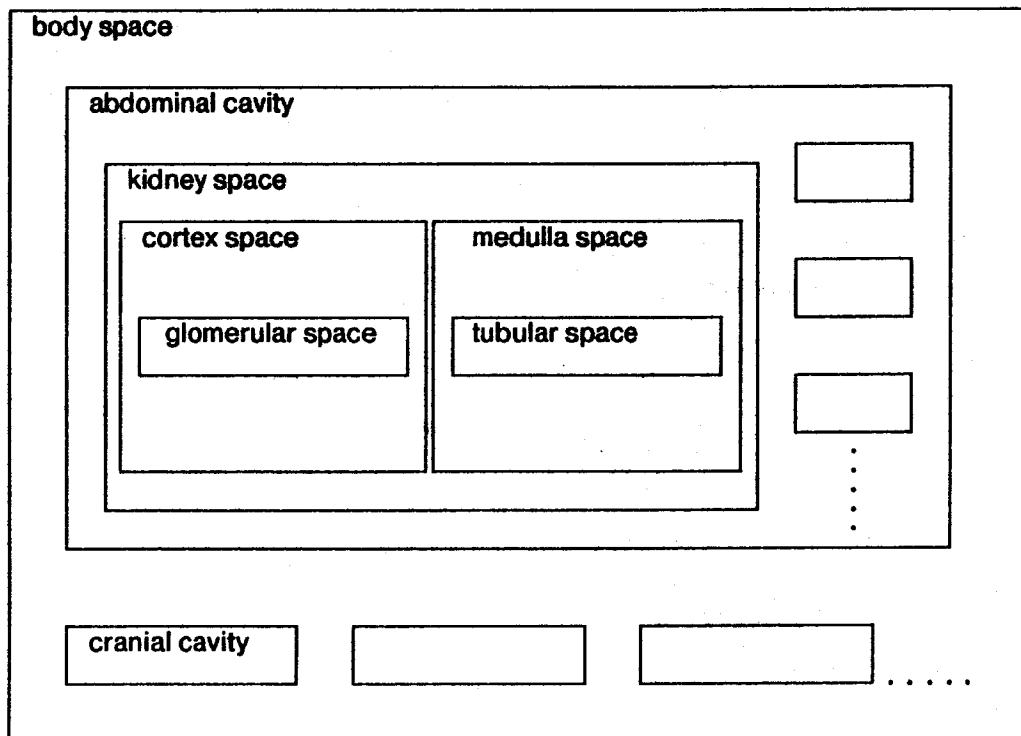 body space
abdominal cavity
kidney space
cortex space
medulla space
glomerular space
tubular space
cranial cavity